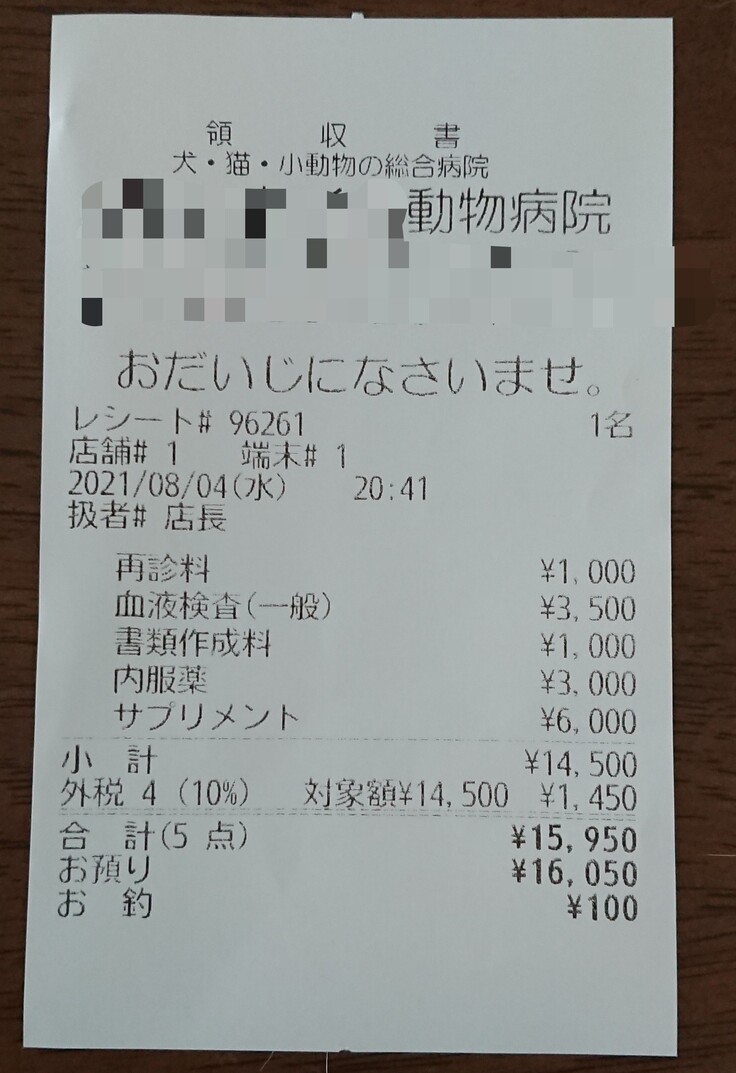 領 収 書
犬・猫・小動物の総合病院
動物病院
おだいじになさいませ。
レシート# 96261 1名
店舗# 1 端末# 1
2021/08/04(水) 20:41
扱者# 店長
再診料 ¥1,000
血液検査(一般) ¥3,500
書類作成料 ¥1,000
内服薬 ¥3,000
サプリメント ¥6,000
小 計 ¥14,500
外税 4 (10%) 対象額¥14,500 ¥1,450
合 計(5 点) ¥15,950
お預り ¥16,050
お 釣 ¥100